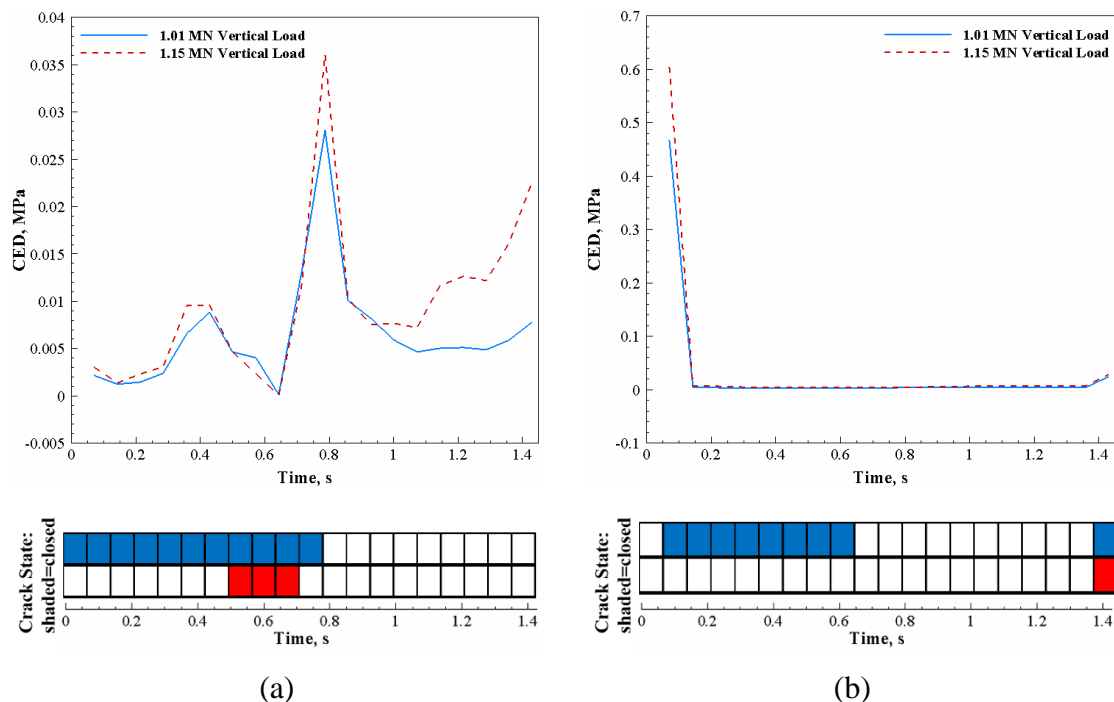 1.01 MN Vertical Load
1.15 MN Vertical Load
0.04
0.035
0.03
0.025
0.02
0.015
0.01
0.005
0
-0.005
CED, MPa
0 0.2 0.4 0.6 0.8 1 1.2 1.4
Time, s
Crack State:
shaded=closed
0 0.2 0.4 0.6 0.8 1 1.2 1.4
Time, s
(a)
1.01 MN Vertical Load
1.15 MN Vertical Load
0.7
0.6
0.5
0.4
0.3
0.2
0.1
0
-0.1
CED, MPa
0 0.2 0.4 0.6 0.8 1 1.2 1.4
Time, s
Crack State:
shaded=closed
0 0.2 0.4 0.6 0.8 1 1.2 1.4
Time, s
(b)